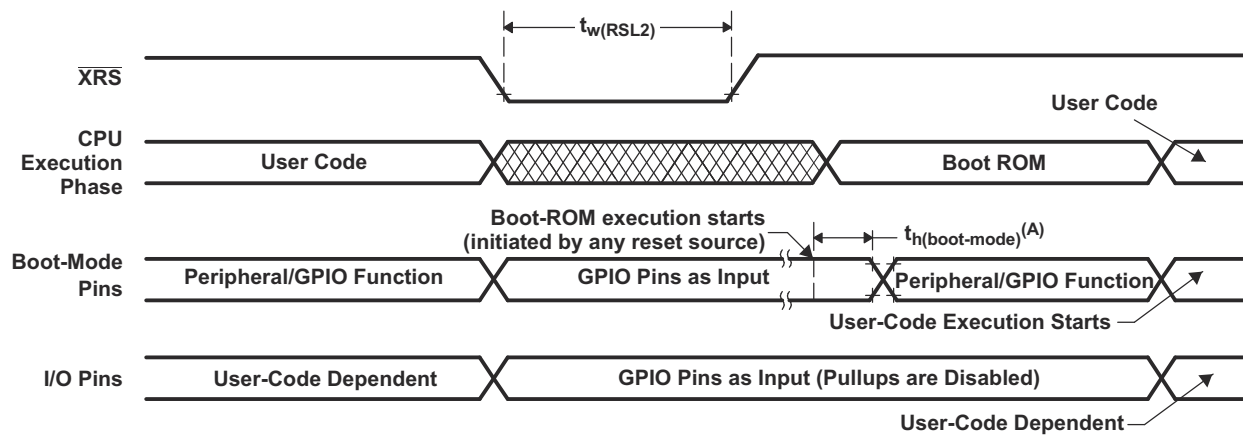 tw(RSL2)
XRS
User Code
CPU
Execution
Phase
User Code
Boot ROM
Boot-ROM execution starts
(initiated by any reset source)
th(boot-mode)(A)
Boot-Mode
Pins
Peripheral/GPIO Function
GPIO Pins as Input
Peripheral/GPIO Function
User-Code Execution Starts
I/O Pins
User-Code Dependent
GPIO Pins as Input (Pullups are Disabled)
User-Code Dependent